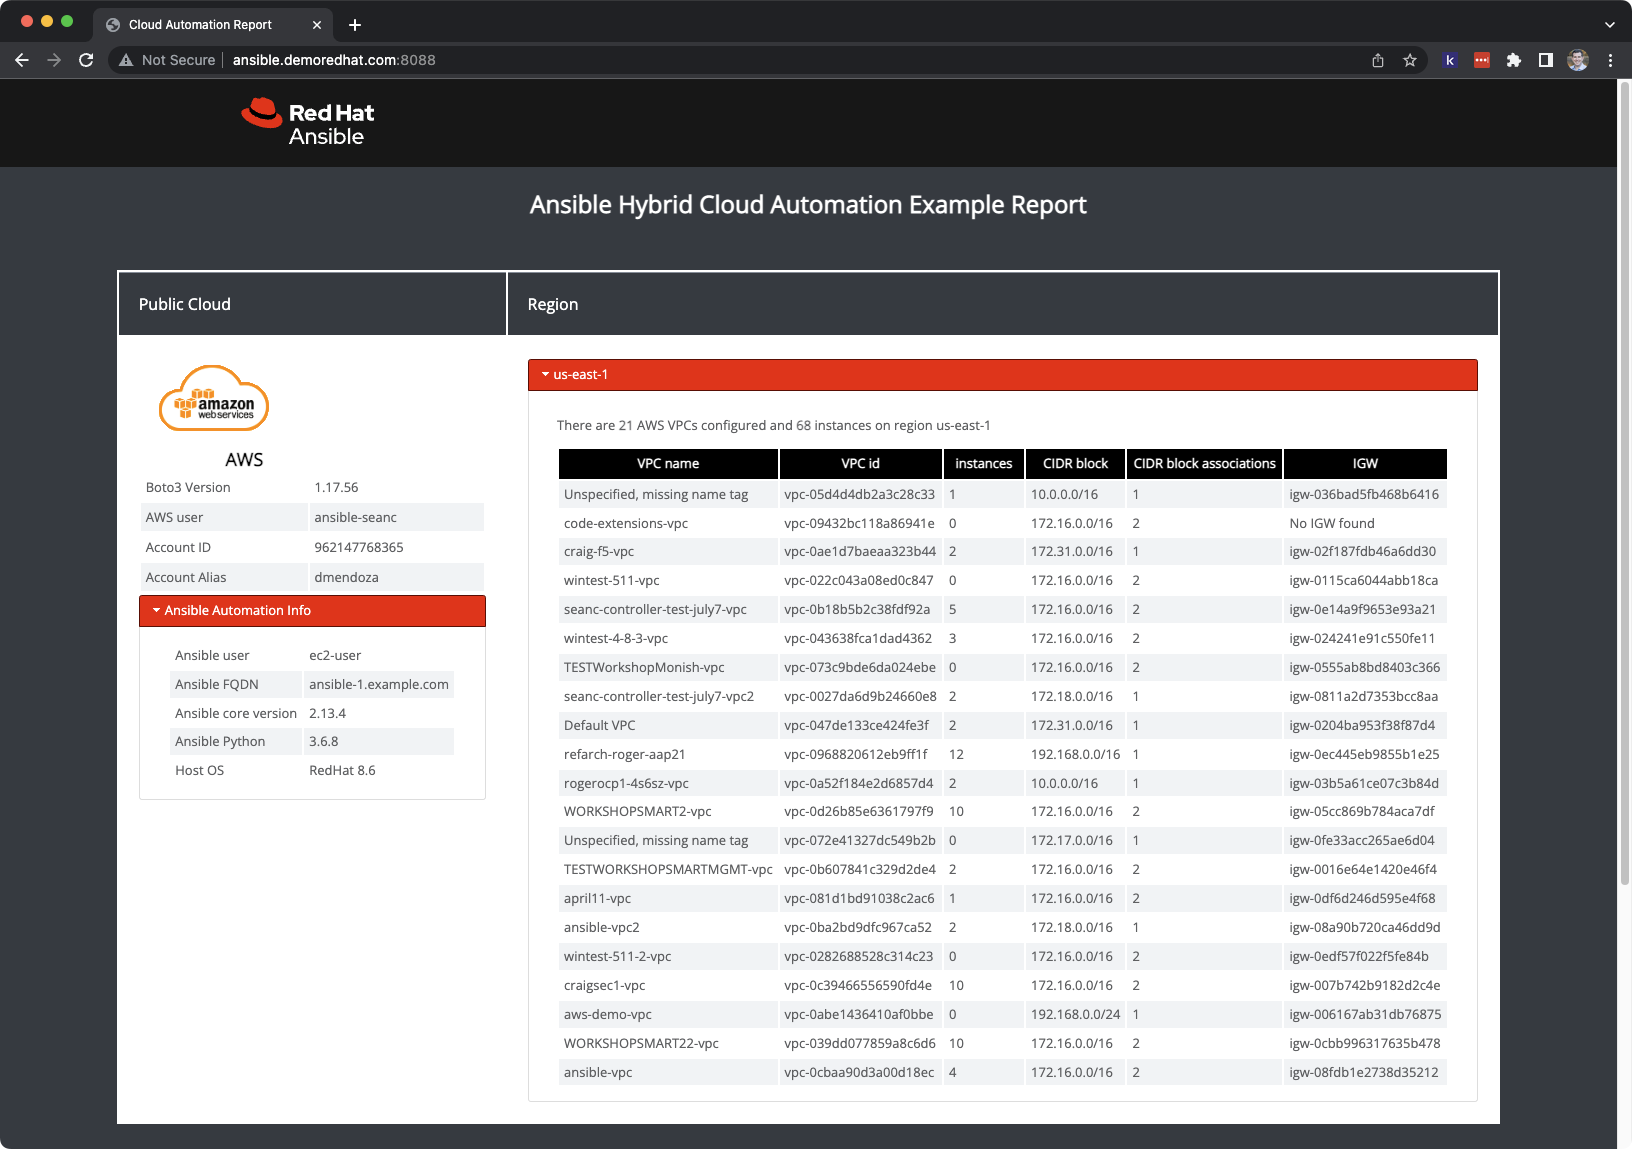 Cloud Automation Report
Not Secure
ansible.demoredhat.com:8088
k
Red Hat
Ansible
Ansible Hybrid Cloud Automation Example Report
Public Cloud
Region
amazon
webservices
AWS
Boto3 Version 1.17.56
AWS user ansible-seanc
Account ID 962147768365
Account Alias dmendoza
Ansible Automation Info
Ansible user ec2-user
Ansible FQDN ansible-1.example.com
Ansible core version 2.13.4
Ansible Python 3.6.8
Host OS RedHat 8.6
us-east-1
There are 21 AWS VPCs configured and 68 instances on region us-east-1
VPC name VPC id instances CIDR block CIDR block associations IGW
Unspecified, missing name tag vpc-05d4d4db2a3c28c33 1 10.0.0.0/16 1 igw-036bad5fb468b6416
code-extensions-vpc vpc-09432bc118a86941e 0 172.16.0.0/16 2 No IGW found
craig-f5-vpc vpc-0ae1d7baeaa323b44 2 172.31.0.0/16 1 igw-02f187fdb46a6dd30
wintest-511-vpc vpc-022c043a08ed0c847 0 172.16.0.0/16 2 igw-0115ca6044abb18ca
seanc-controller-test-july7-vpc vpc-0b18b5b2c38fdf92a 5 172.16.0.0/16 2 igw-0e14a9f9653e93a21
wintest-4-8-3-vpc vpc-043638fca1dad4362 3 172.16.0.0/16 2 igw-024241e91c550fe11
TESTWorkshopMonish-vpc vpc-073c9bde6da024ebe 0 172.16.0.0/16 2 igw-0555ab8bd8403c366
seanc-controller-test-july7-vpc2 vpc-0027da6d9b24660e8 2 172.18.0.0/16 1 igw-0811a2d7353bcc8aa
Default VPC vpc-047de133ce424fe3f 2 172.31.0.0/16 1 igw-0204ba953f38f87d4
refarch-roger-aap21 vpc-0968820612eb9ff1f 12 192.168.0.0/16 1 igw-0ec445eb9855b1e25
rogerocp1-4s6sz-vpc vpc-0a52f184e2d6857d4 2 10.0.0.0/16 1 igw-03b5a61ce07c3b84d
WORKSHOPSMART2-vpc vpc-0d26b85e6361797f9 10 172.16.0.0/16 2 igw-05cc869b784aca7df
Unspecified, missing name tag vpc-072e41327dc549b2b 0 172.17.0.0/16 1 igw-0fe33acc265ae6d04
TESTWORKSHOPSMARTMGMT-vpc vpc-0b607841c329d2de4 2 172.16.0.0/16 2 igw-0016e64e1420e46f4
april11-vpc vpc-081d1bd91038c2ac6 1 172.16.0.0/16 2 igw-0df6d246d595e4f68
ansible-vpc2 vpc-0ba2bd9dfc967ca52 2 172.18.0.0/16 1 igw-08a90b720ca46dd9d
wintest-511-2-vpc vpc-0282688528c314c23 0 172.16.0.0/16 2 igw-0edf57f022f5fe84b
craigsec1-vpc vpc-0c39466556590fd4e 10 172.16.0.0/16 2 igw-007b742b9182d2c4e
aws-demo-vpc vpc-0abe1436410af0bbe 0 192.168.0.0/24 1 igw-006167ab31db76875
WORKSHOPSMART22-vpc vpc-039dd077859a8c6d6 10 172.16.0.0/16 2 igw-0cbb996317635b478
ansible-vpc vpc-0cbaa90d3a00d18ec 4 172.16.0.0/16 2 igw-08fdb1e2738d35212